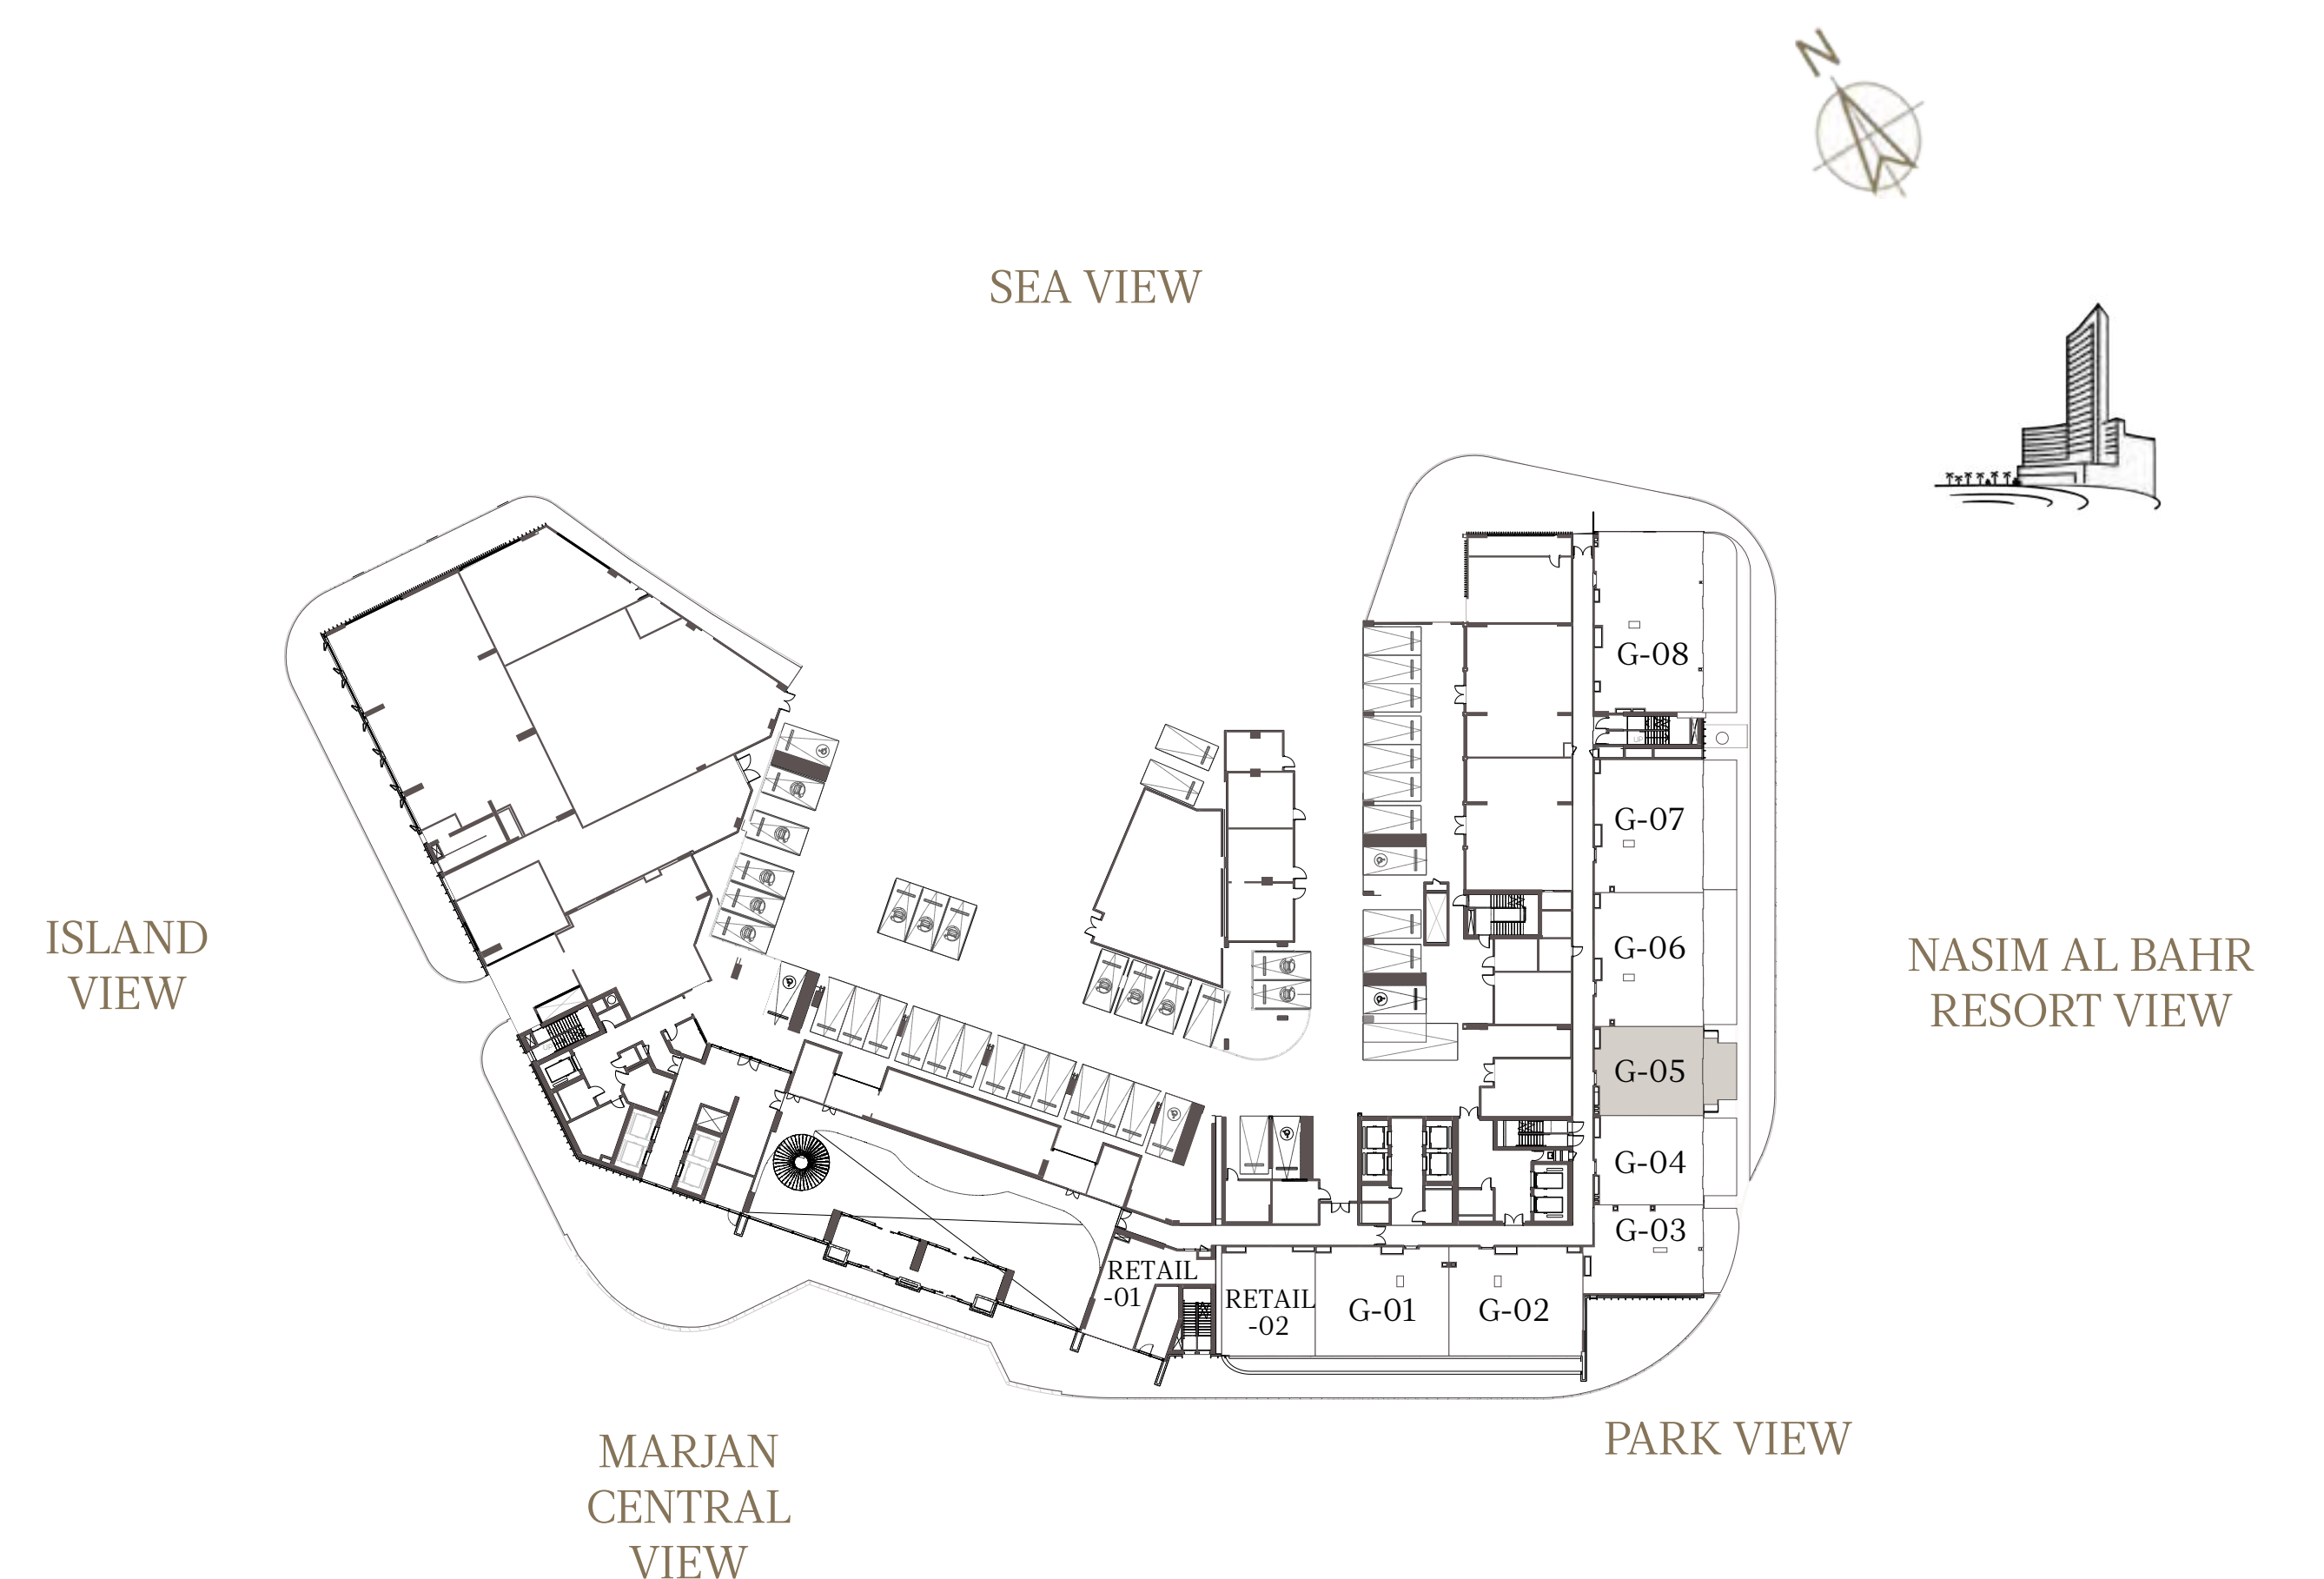 N
SEA VIEW
G-08
G-07
ISLAND
VIEW
G-06
NASIM AL BAHR
RESORT VIEW
G-05
G-04
G-03
RETAIL
-01
RETAIL
-02
G-01
G-02
PARK VIEW
MARJAN
CENTRAL
VIEW